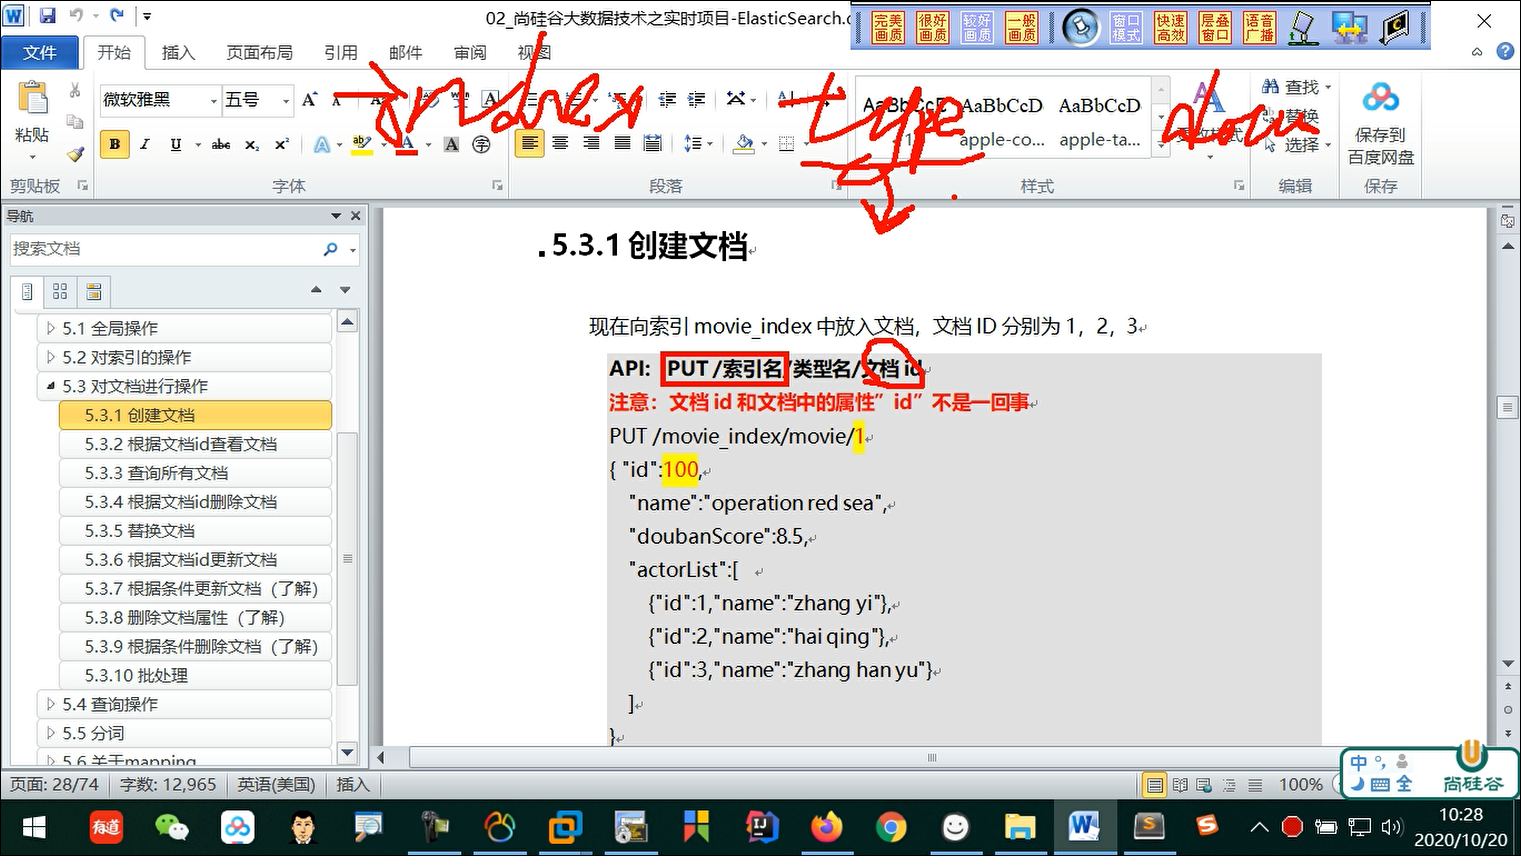 02_尚硅谷大数据技术之实时项目-ElasticSearch.d
完美画质 很好画质 较好画质 一般画质 窗口模式 快速高效 层叠窗口 语音广播
文件 开始 插入 页面布局 引用 邮件 审阅 视图
index type docu
微软雅黑 五号
粘贴
B I U abc x₂ x²
AaBbCcD AaBbCcD AaBbCcD
apple-co... apple-ta...
更改样式
查找
替换
选择
保存到
百度网盘
剪贴板 字体 段落 样式 编辑 保存
导航
搜索文档
5.1 全局操作
5.2 对索引的操作
5.3 对文档进行操作
5.3.1 创建文档
5.3.2 根据文档id查看文档
5.3.3 查询所有文档
5.3.4 根据文档id删除文档
5.3.5 替换文档
5.3.6 根据文档id更新文档
5.3.7 根据条件更新文档（了解）
5.3.8 删除文档属性（了解）
5.3.9 根据条件删除文档（了解）
5.3.10 批处理
5.4 查询操作
5.5 分词
5.6 关于mapping
. 5.3.1 创建文档
现在向索引 movie_index 中放入文档，文档 ID 分别为 1，2，3
API: PUT /索引名/类型名/文档 id
注意：文档 id 和文档中的属性”id”不是一回事
PUT /movie_index/movie/1
{ "id":100,
"name":"operation red sea",
"doubanScore":8.5,
"actorList":[
{"id":1,"name":"zhang yi"},
{"id":2,"name":"hai qing"},
{"id":3,"name":"zhang han yu"}
]
}
页面: 28/74 字数: 12,965 英语(美国) 插入 100%
中 全 尚硅谷
有道
10:28
2020/10/20